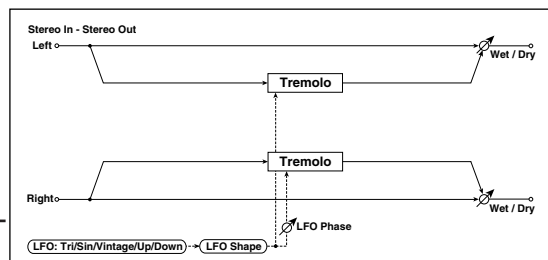 Stereo In - Stereo Out
Left
Wet / Dry
Tremolo
Tremolo
Right
Wet / Dry
LFO Phase
LFO: Tri/Sin/Vintage/Up/Down
LFO Shape